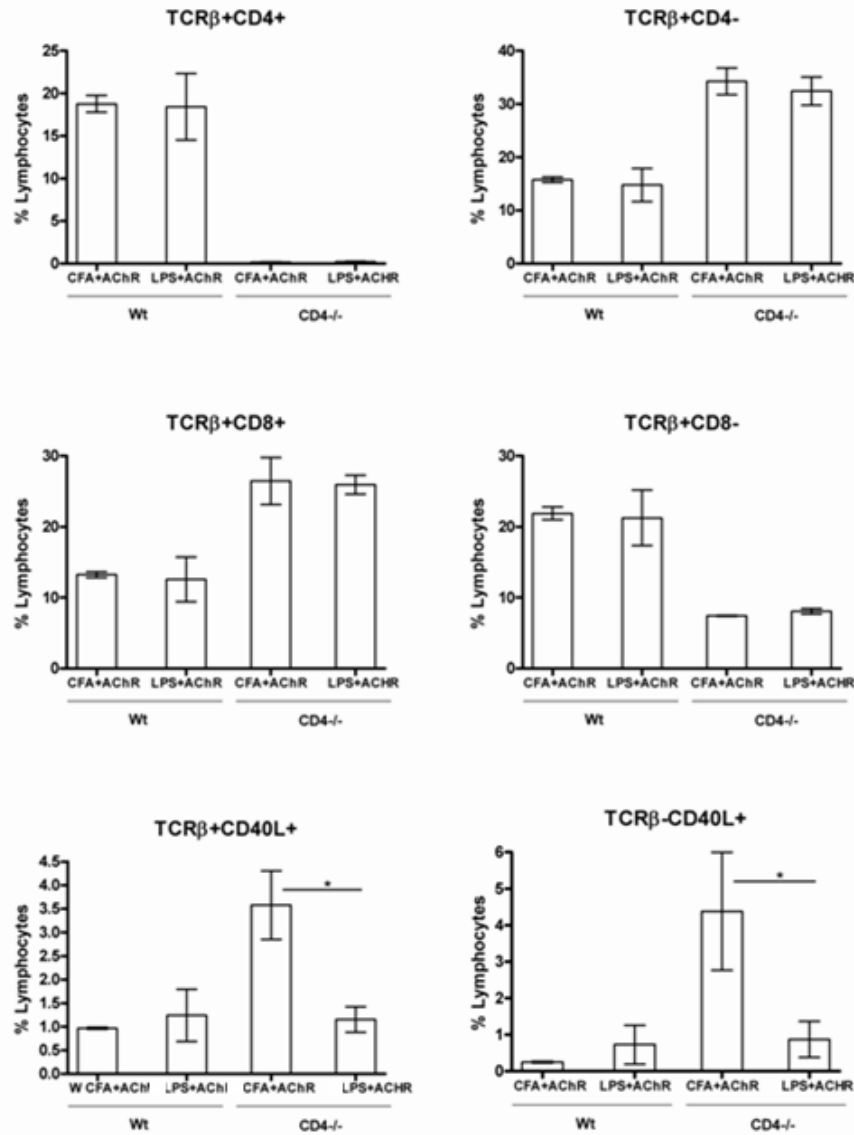 TCRβ+CD4+
% Lymphocytes
25
20
15
10
5
0
CFA+AChR LPS+AChR CFA+AChR LPS+ACHR
Wt CD4-/-
TCRβ+CD4-
% Lymphocytes
40
30
20
10
0
CFA+AChR LPS+AChR CFA+AChR LPS+ACHR
Wt CD4-/-
TCRβ+CD8+
% Lymphocytes
30
20
10
0
CFA+AChR LPS+AChR CFA+AChR LPS+ACHR
Wt CD4-/-
TCRβ+CD8-
% Lymphocytes
30
20
10
0
CFA+AChR LPS+AChR CFA+AChR LPS+ACHR
Wt CD4-/-
TCRβ+CD40L+
% Lymphocytes
4.5
4.0
3.5
3.0
2.5
2.0
1.5
1.0
0.5
0.0
*
W CFA+AChI LPS+AChI CFA+AChR LPS+ACHR
Wt CD4-/-
TCRβ-CD40L+
% Lymphocytes
6
5
4
3
2
1
0
*
CFA+AChR LPS+AChR CFA+AChR LPS+ACHR
Wt CD4-/-